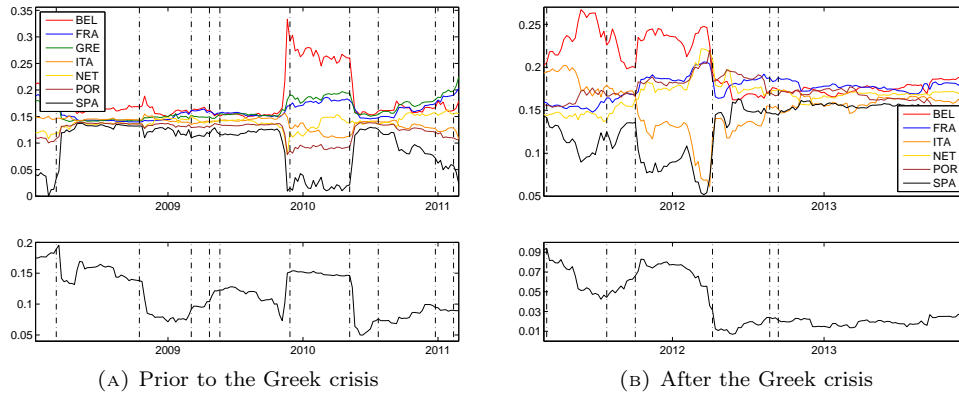 0.35
0.3
0.25
0.2
0.15
0.1
0.05
0
BEL
FRA
GRE
ITA
NET
POR
SPA
2009
2010
2011
0.25
0.2
0.15
0.1
0.05
BEL
FRA
ITA
NET
POR
SPA
2012
2013
0.2
0.15
0.1
0.05
2009
2010
2011
0.09
0.07
0.05
0.03
0.01
2012
2013
(A) Prior to the Greek crisis
(B) After the Greek crisis